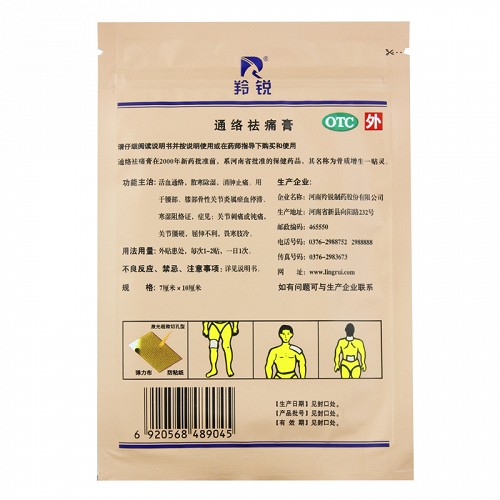 羚锐
通络祛痛膏
OTC 外
请仔细阅读说明书并按说明使用或在药师指导下购买和使用
通络祛痛膏在2000年新药批准前，系河南省批准的保健药品，其名称为骨质增生一贴灵。
功能主治：活血通络，散寒除湿，消肿止痛。用
于腰部、膝部骨性关节炎属瘀血停滞、
寒湿阻络证，症见：关节刺痛或钝痛，
关节僵硬，屈伸不利，畏寒肢冷。
用法用量：外贴患处，每次1~2贴，一日1次。
不良反应、禁忌、注意事项：详见说明书。
规 格：7厘米×10厘米
生产企业：
企业名称：河南羚锐制药股份有限公司
生产地址：河南省新县向阳路232号
邮政编码：465550
电话号码：0376-2988752 2988888
传真号码：0376-2983673
网 址：www.lingrui.com
如有问题可与生产企业联系
激光超微切孔型
弹力布 防粘纸
6 920568 489045
【生产日期】见封口处。
【产品批号】见封口处。
【有 效 期】见封口处。